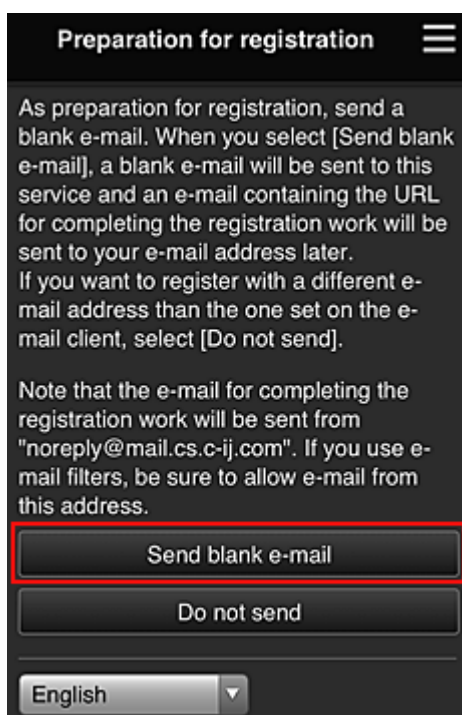 Preparation for registration
As preparation for registration, send a
blank e-mail. When you select [Send blank
e-mail], a blank e-mail will be sent to this
service and an e-mail containing the URL
for completing the registration work will be
sent to your e-mail address later.
If you want to register with a different e-
mail address than the one set on the e-
mail client, select [Do not send].
Note that the e-mail for completing the
registration work will be sent from
"noreply@mail.cs.c-ij.com". If you use e-
mail filters, be sure to allow e-mail from
this address.
Send blank e-mail
Do not send
English